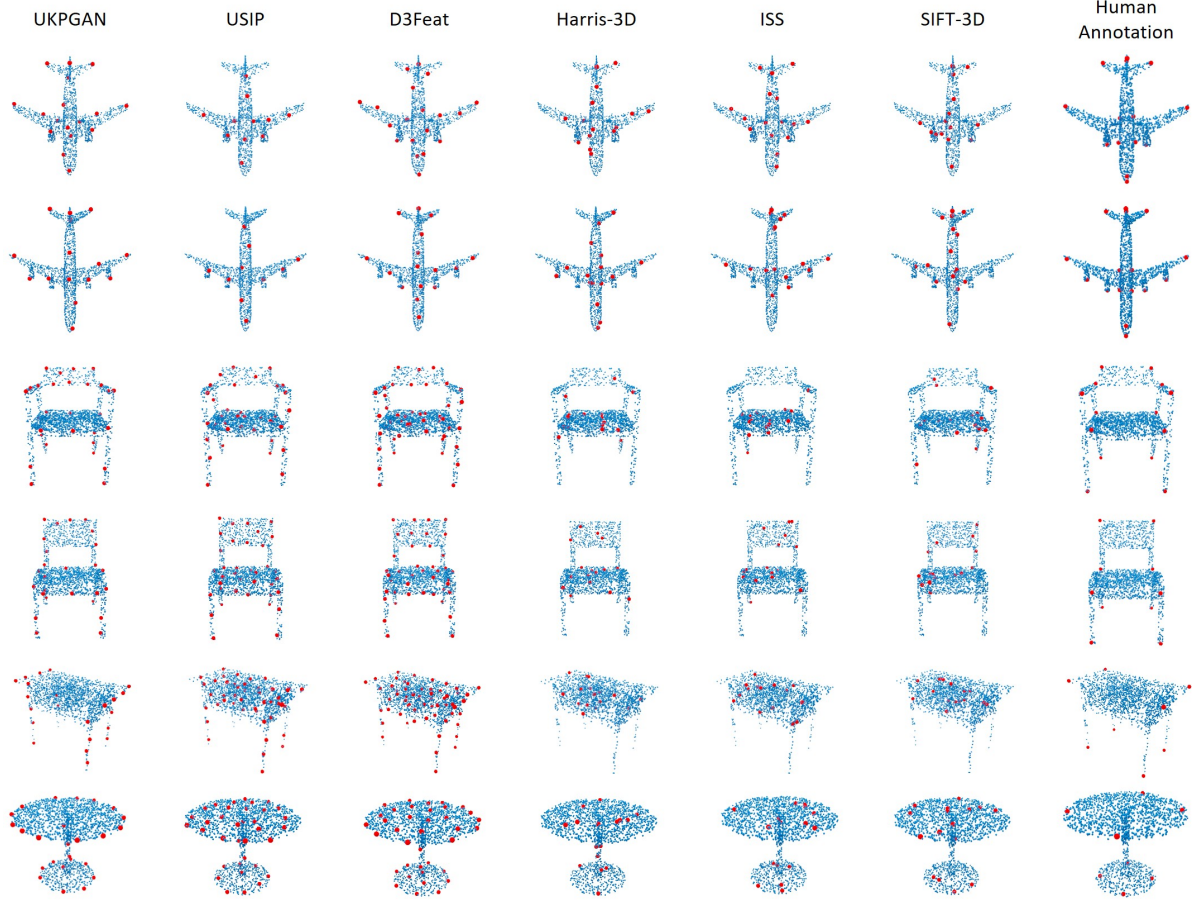 UKPGAN
USIP
D3Feat
Harris-3D
ISS
SIFT-3D
Human
Annotation